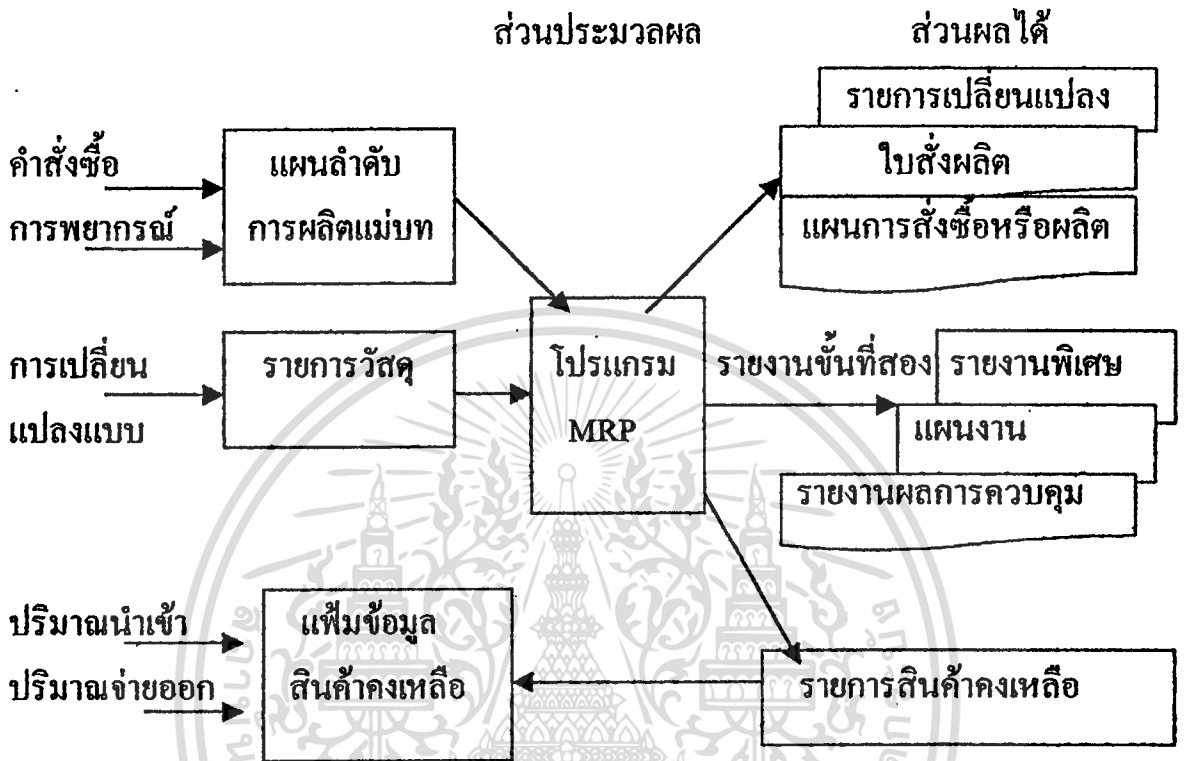 ส่วนประมวลผล
ส่วนผลได้
คำสั่งซื้อ
การพยากรณ์
แผนลำดับ
การผลิตแม่บท
รายการเปลี่ยนแปลง
ใบสั่งผลิต
แผนการสั่งซื้อหรือผลิต
การเปลี่ยน
แปลงแบบ
รายการวัสดุ
โปรแกรม
MRP
รายงานขั้นที่สอง
รายงานพิเศษ
แผนงาน
รายงานผลการควบคุม
ปริมาณนำเข้า
ปริมาณจ่ายออก
แฟ้มข้อมูล
สินค้าคงเหลือ
รายการสินค้าคงเหลือ